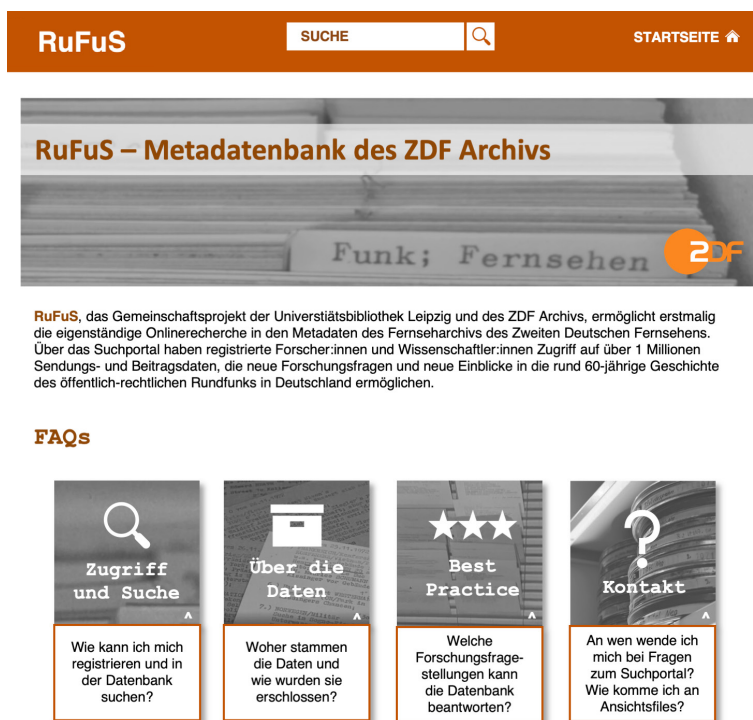 RuFuS
SUCHE
STARTSEITE
RuFuS – Metadatenbank des ZDF Archivs
Funk; Fernsehen
2DF
RuFuS, das Gemeinschaftsprojekt der Universtiätsbibliothek Leipzig und des ZDF Archivs, ermöglicht erstmalig
die eigenständige Onlinerecherche in den Metadaten des Fernseharchivs des Zweiten Deutschen Fernsehens.
Über das Suchportal haben registrierte Forscher:innen und Wissenschaftler:innen Zugriff auf über 1 Millionen
Sendungs- und Beitragsdaten, die neue Forschungsfragen und neue Einblicke in die rund 60-jährige Geschichte
des öffentlich-rechtlichen Rundfunks in Deutschland ermöglichen.
FAQs
Zugriff
und Suche
Wie kann ich mich
registrieren und in
der Datenbank
suchen?
Über die
Daten
Woher stammen
die Daten und
wie wurden sie
erschlossen?
Best
Practice
Welche
Forschungsfrage-
stellungen kann
die Datenbank
beantworten?
Kontakt
An wen wende ich
mich bei Fragen
zum Suchportal?
Wie komme ich an
Ansichtsfiles?